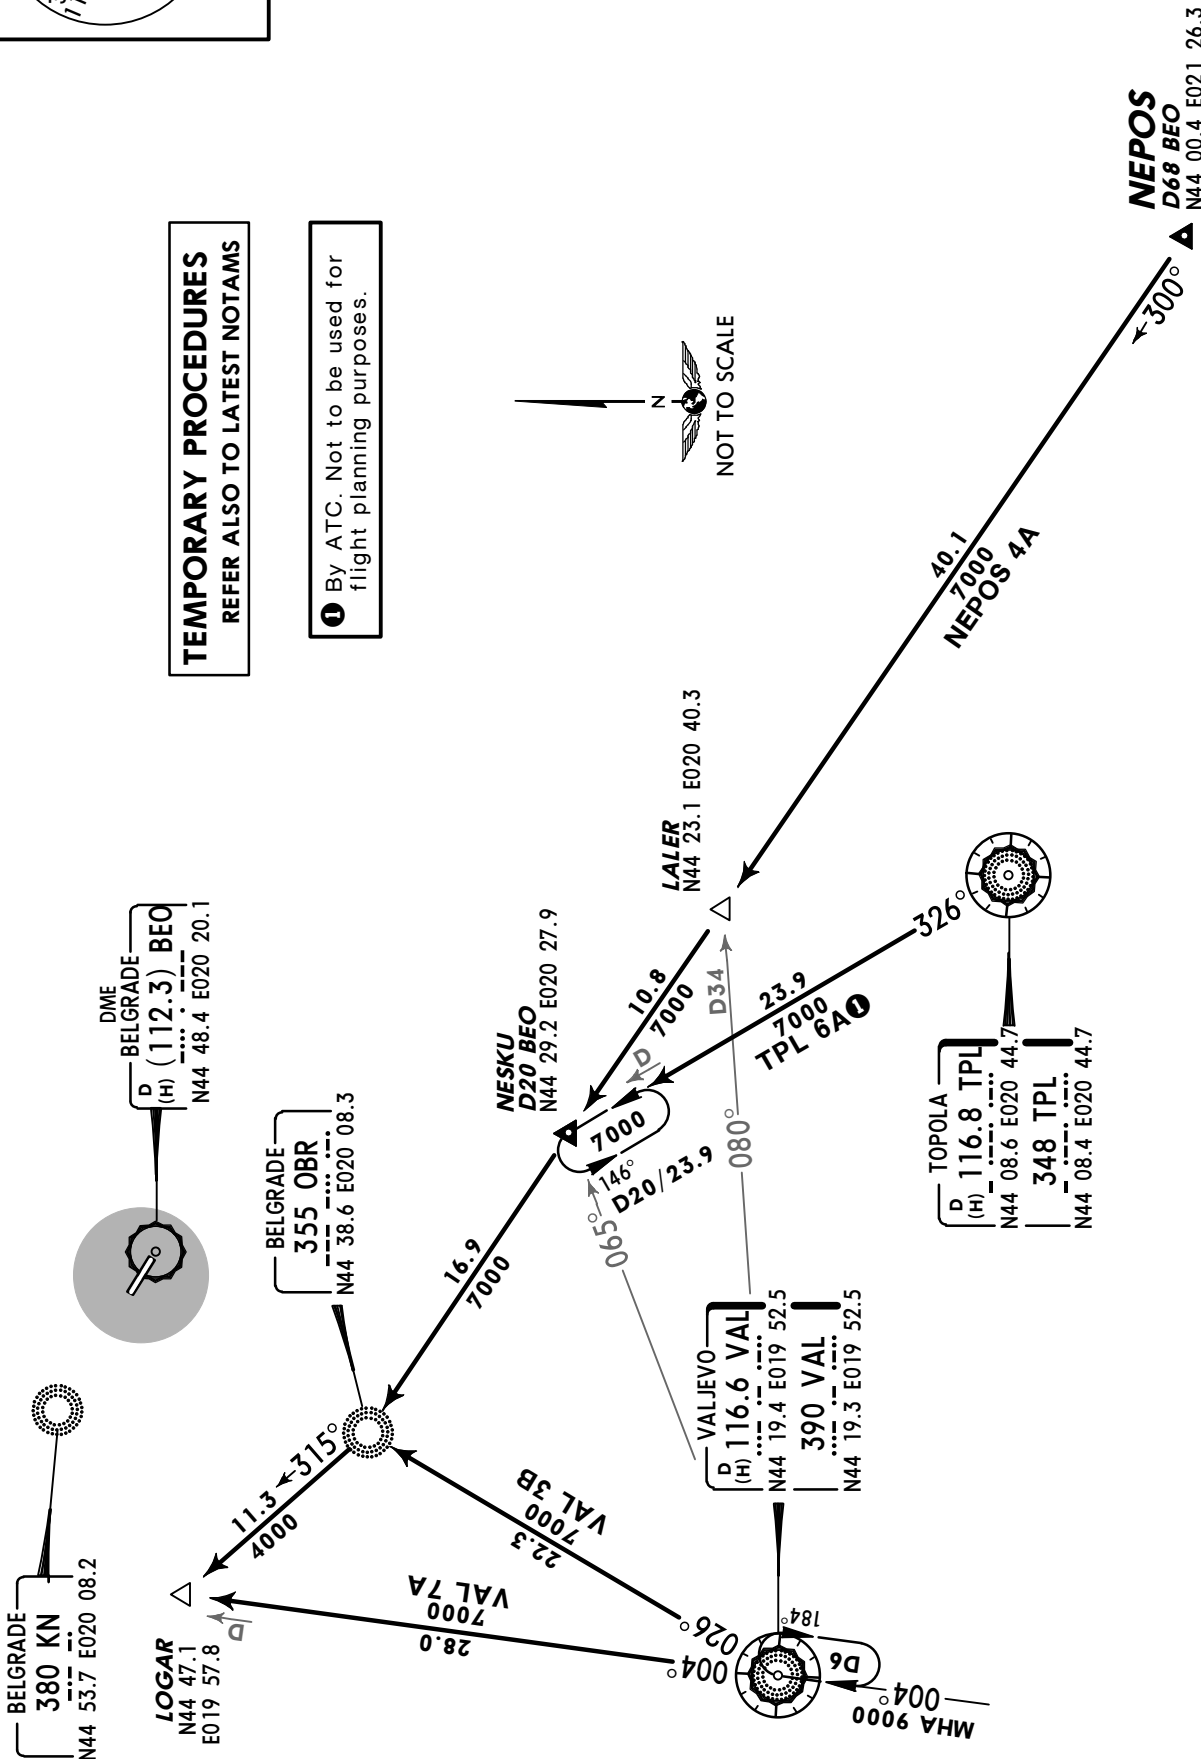 TEMPORARY PROCEDURES
REFER ALSO TO LATEST NOTAMS
1 By ATC. Not to be used for
flight planning purposes.
N
NOT TO SCALE
BELGRADE
380 KN
N44 53.7 E020 08.2
DME
BELGRADE
D
(H) (112.3) BEO
N44 48.4 E020 20.1
BELGRADE
355 OBR
N44 38.6 E020 08.3
LOGAR
N44 47.1
E019 57.8
D
11.3
4000
315°
28.0
7000
VAL 7A
004°
22.3
7000
VAL 3B
026°
16.9
7000
NESKU
D20 BEO
N44 29.2 E020 27.9
7000
146°
D20/23.9
065°
D
10.8
7000
LALER
N44 23.1 E020 40.3
D34
080°
23.9
7000
TPL 6A 1
326°
40.1
7000
NEPOS 4A
300°
NEPOS
D68 BEO
N44 00.4 E021 26.3
VALJEVO
D
(H) 116.6 VAL
N44 19.4 E019 52.5
390 VAL
N44 19.3 E019 52.5
184°
D6
004°
MHA 9000
TOPOLA
D
(H) 116.8 TPL
N44 08.6 E020 44.7
348 TPL
N44 08.4 E020 44.7